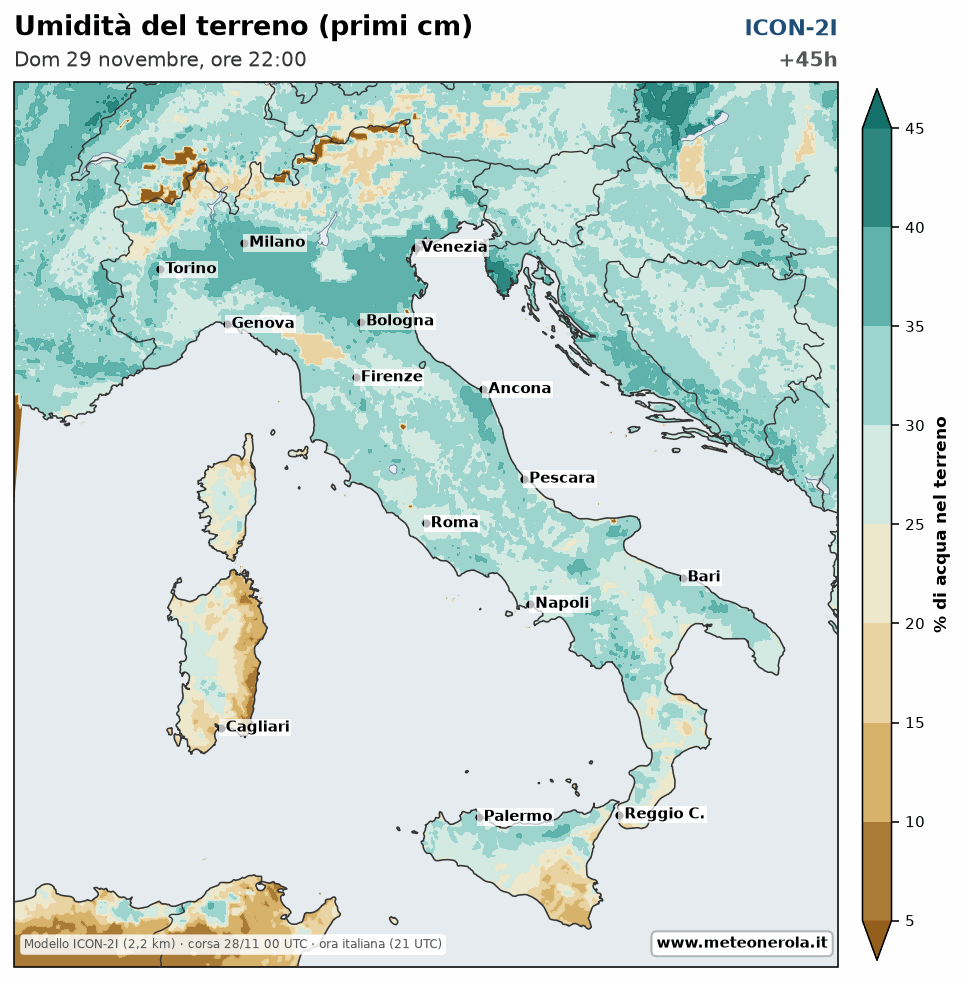 Umidità del terreno (primi cm)
ICON-2I
Dom 29 novembre, ore 22:00
+45h
Milano
Venezia
Torino
Genova
Bologna
Firenze
Ancona
Pescara
Roma
Bari
Napoli
Cagliari
Palermo
Reggio C.
45
40
35
30
25
20
15
10
5
% di acqua nel terreno
Modello ICON-2I (2,2 km) · corsa 28/11 00 UTC · ora italiana (21 UTC)
www.meteonerola.it